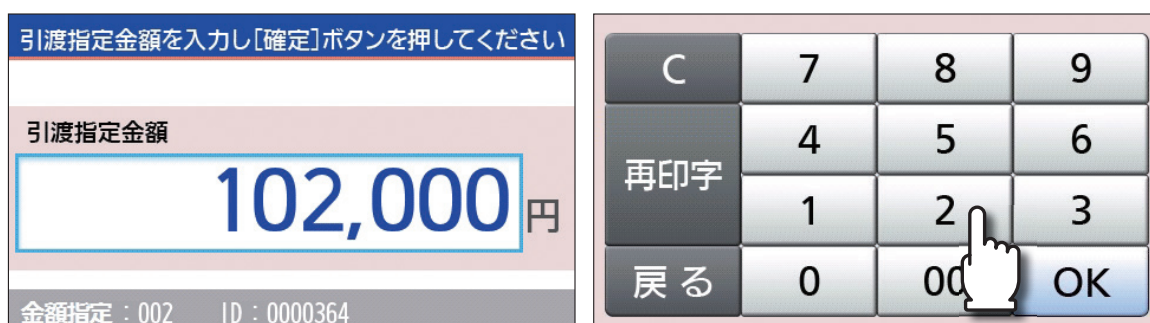 引渡指定金額を入力し[確定]ボタンを押してください
引渡指定金額
102,000円
金額指定：002 ID：0000364
C 7 8 9
再印字 4 5 6
1 2 3
戻る 0 00 OK